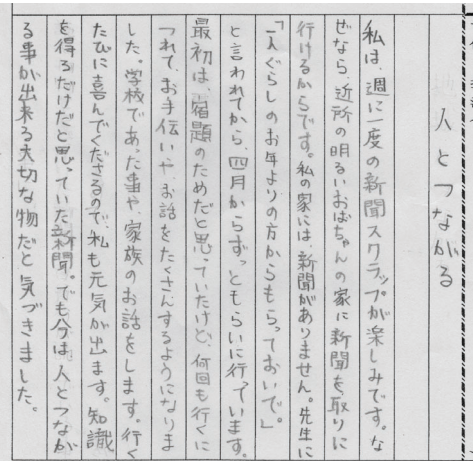 人とつながる
私は、週に一度の新聞スクラップが楽しみです。な
ぜなら、近所の明るいおばちゃんの家に新聞を取りに
行けるからです。私の家には、新聞がありません。先生に
「一人ぐらしのお年よりの方からもらっておいで。」
と言われてから、四月からずっともらいに行っています。
最初は、宿題のためだと思っていたけど、何回も行くに
つれて、お手伝いや、お話をたくさんするようになりま
した。学校であった事や、家族のお話をします。行く
たびに喜んでくださるので、私も元気が出ます。知識
を得るだけだと思っていた新聞。でも今は、人とつなが
る事が出来る大切な物だと気づきました。